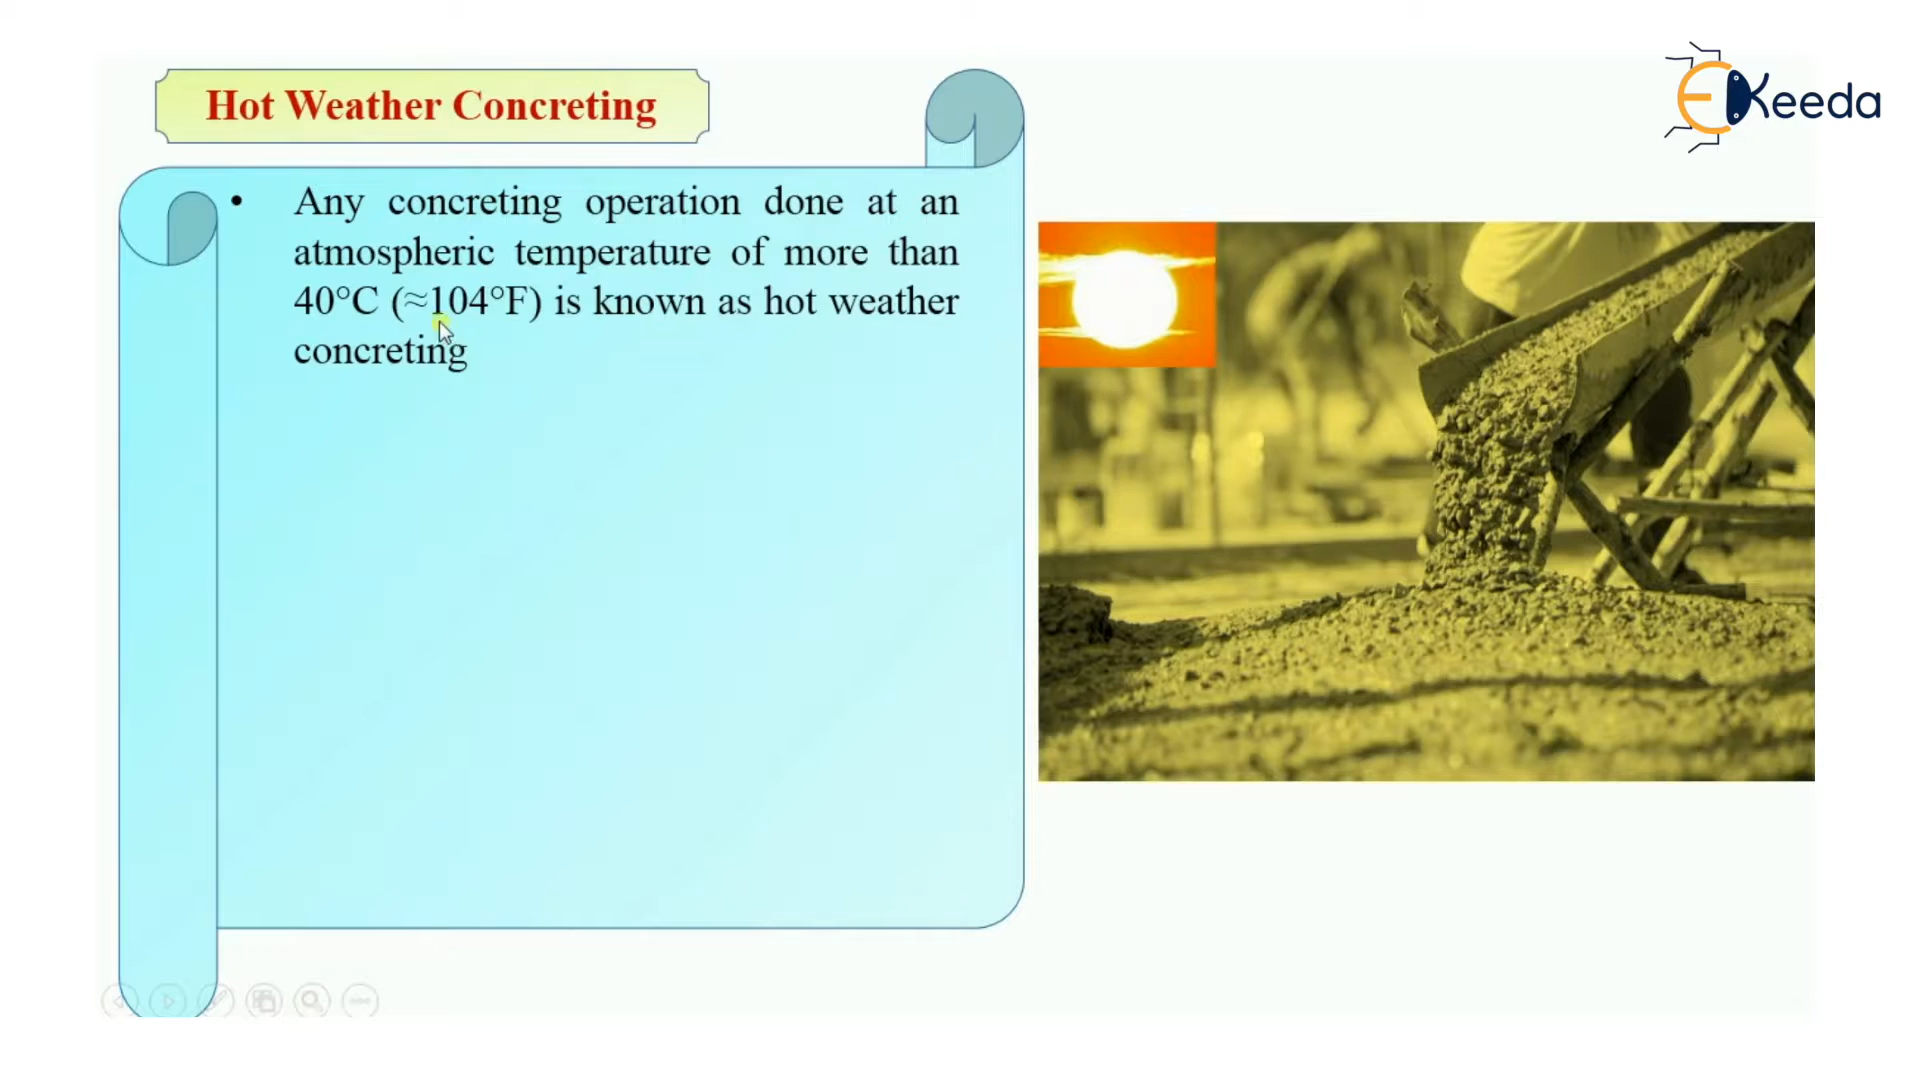 Hot Weather Concreting
EKeeda
• Any concreting operation done at an
atmospheric temperature of more than
40°C (≈104°F) is known as hot weather
concreting